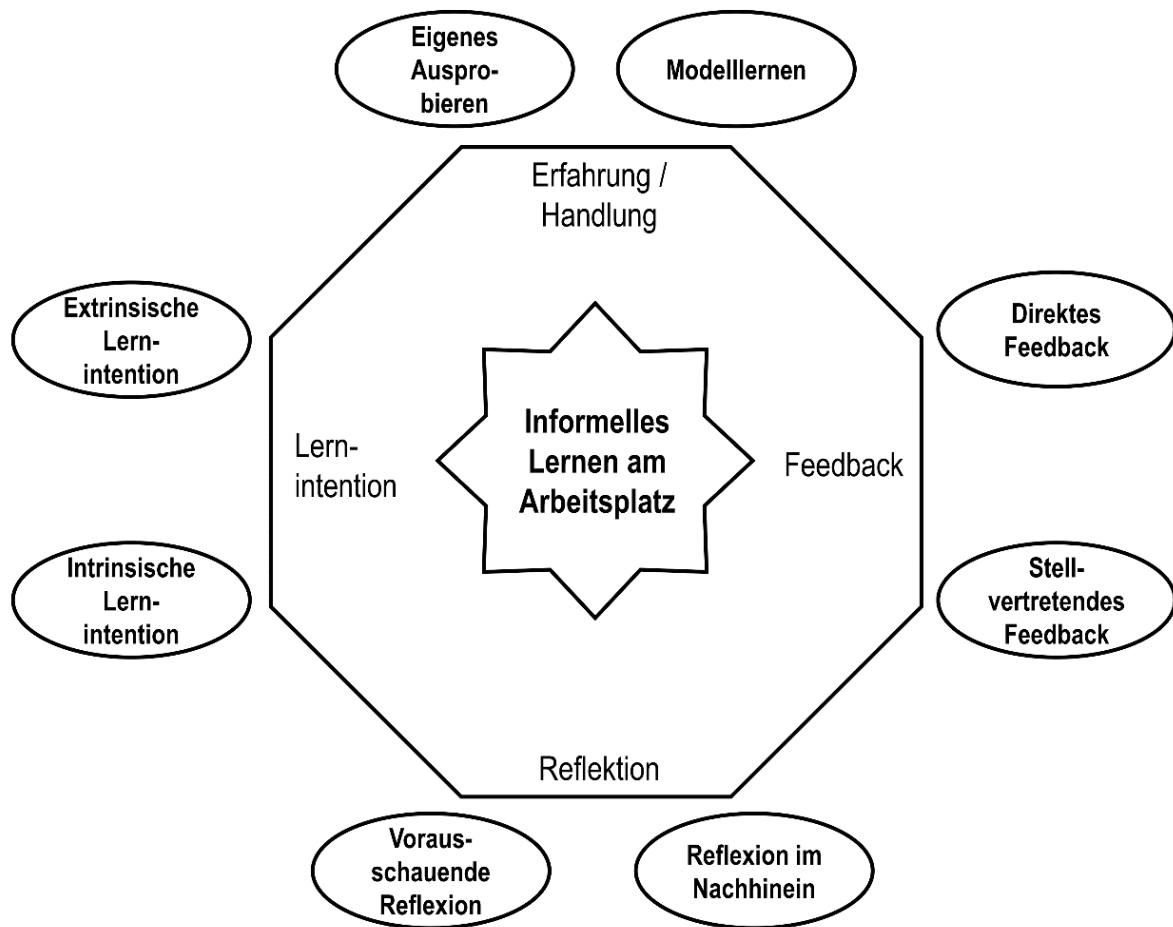 Eigenes
Auspro-
bieren
Modelllernen
Erfahrung /
Handlung
Extrinsische
Lern-
intention
Direktes
Feedback
Lern-
intention
Informelles
Lernen am
Arbeitsplatz
Feedback
Intrinsische
Lern-
intention
Stell-
vertretendes
Feedback
Reflektion
Voraus-
schauende
Reflexion
Reflexion im
Nachhinein